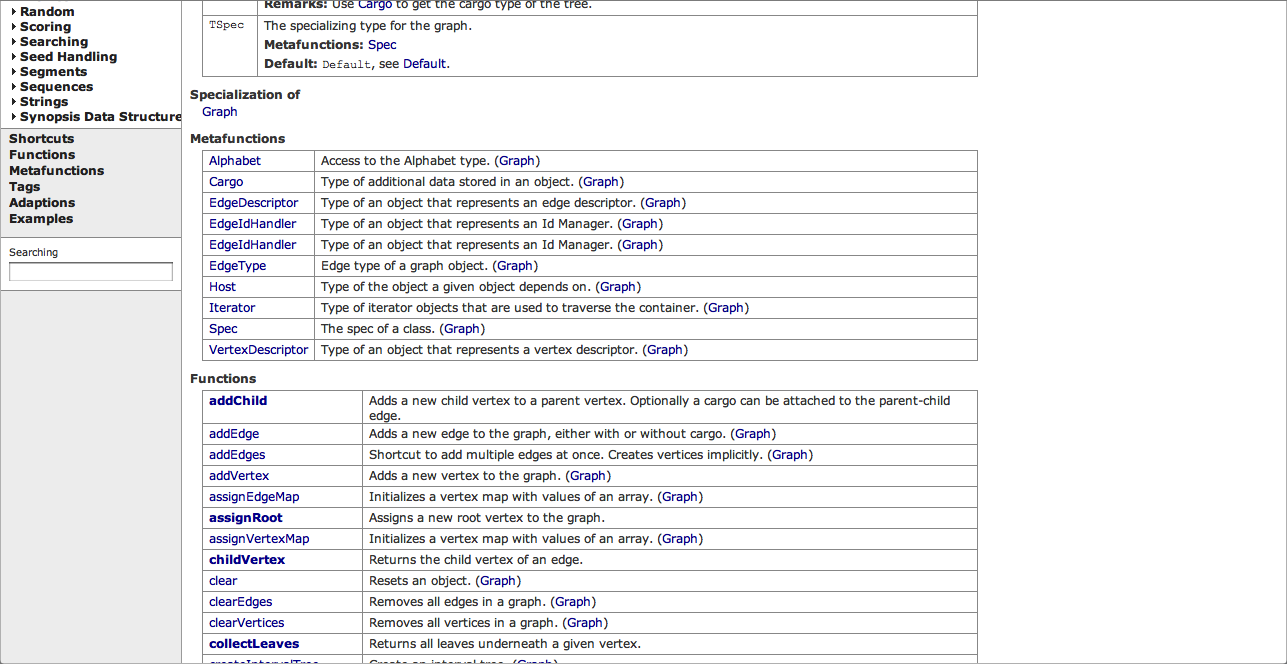 Random
Scoring
Searching
Seed Handling
Segments
Sequences
Strings
Synopsis Data Structure
Shortcuts
Functions
Metafunctions
Tags
Adaptions
Examples
Searching
Remarks: Use Cargo to get the cargo type of the tree.
TSpec The specializing type for the graph.
Metafunctions: Spec
Default: Default, see Default.
Specialization of
Graph
Metafunctions
Alphabet Access to the Alphabet type. (Graph)
Cargo Type of additional data stored in an object. (Graph)
EdgeDescriptor Type of an object that represents an edge descriptor. (Graph)
EdgeIdHandler Type of an object that represents an Id Manager. (Graph)
EdgeIdHandler Type of an object that represents an Id Manager. (Graph)
EdgeType Edge type of a graph object. (Graph)
Host Type of the object a given object depends on. (Graph)
Iterator Type of iterator objects that are used to traverse the container. (Graph)
Spec The spec of a class. (Graph)
VertexDescriptor Type of an object that represents a vertex descriptor. (Graph)
Functions
addChild Adds a new child vertex to a parent vertex. Optionally a cargo can be attached to the parent-child
edge.
addEdge Adds a new edge to the graph, either with or without cargo. (Graph)
addEdges Shortcut to add multiple edges at once. Creates vertices implicitly. (Graph)
addVertex Adds a new vertex to the graph. (Graph)
assignEdgeMap Initializes a vertex map with values of an array. (Graph)
assignRoot Assigns a new root vertex to the graph.
assignVertexMap Initializes a vertex map with values of an array. (Graph)
childVertex Returns the child vertex of an edge.
clear Resets an object. (Graph)
clearEdges Removes all edges in a graph. (Graph)
clearVertices Removes all vertices in a graph. (Graph)
collectLeaves Returns all leaves underneath a given vertex.
createIntervalTree Create an interval tree. (Graph)